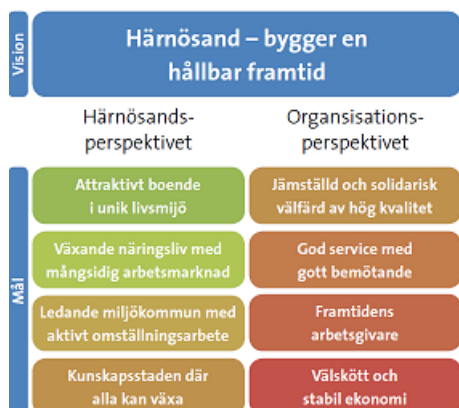 Vision
Härnösand – bygger en
hållbar framtid
Härnösands-
perspektivet
Organsisations-
perspektivet
Mål
Attraktivt boende
i unik livsmijö
Jämställd och solidarisk
välfärd av hög kvalitet
Växande näringsliv med
mångsidig arbetsmarknad
God service med
gott bemötande
Ledande miljökommun med
aktivt omställningsarbete
Framtidens
arbetsgivare
Kunskapsstaden där
alla kan växa
Välskött och
stabil ekonomi